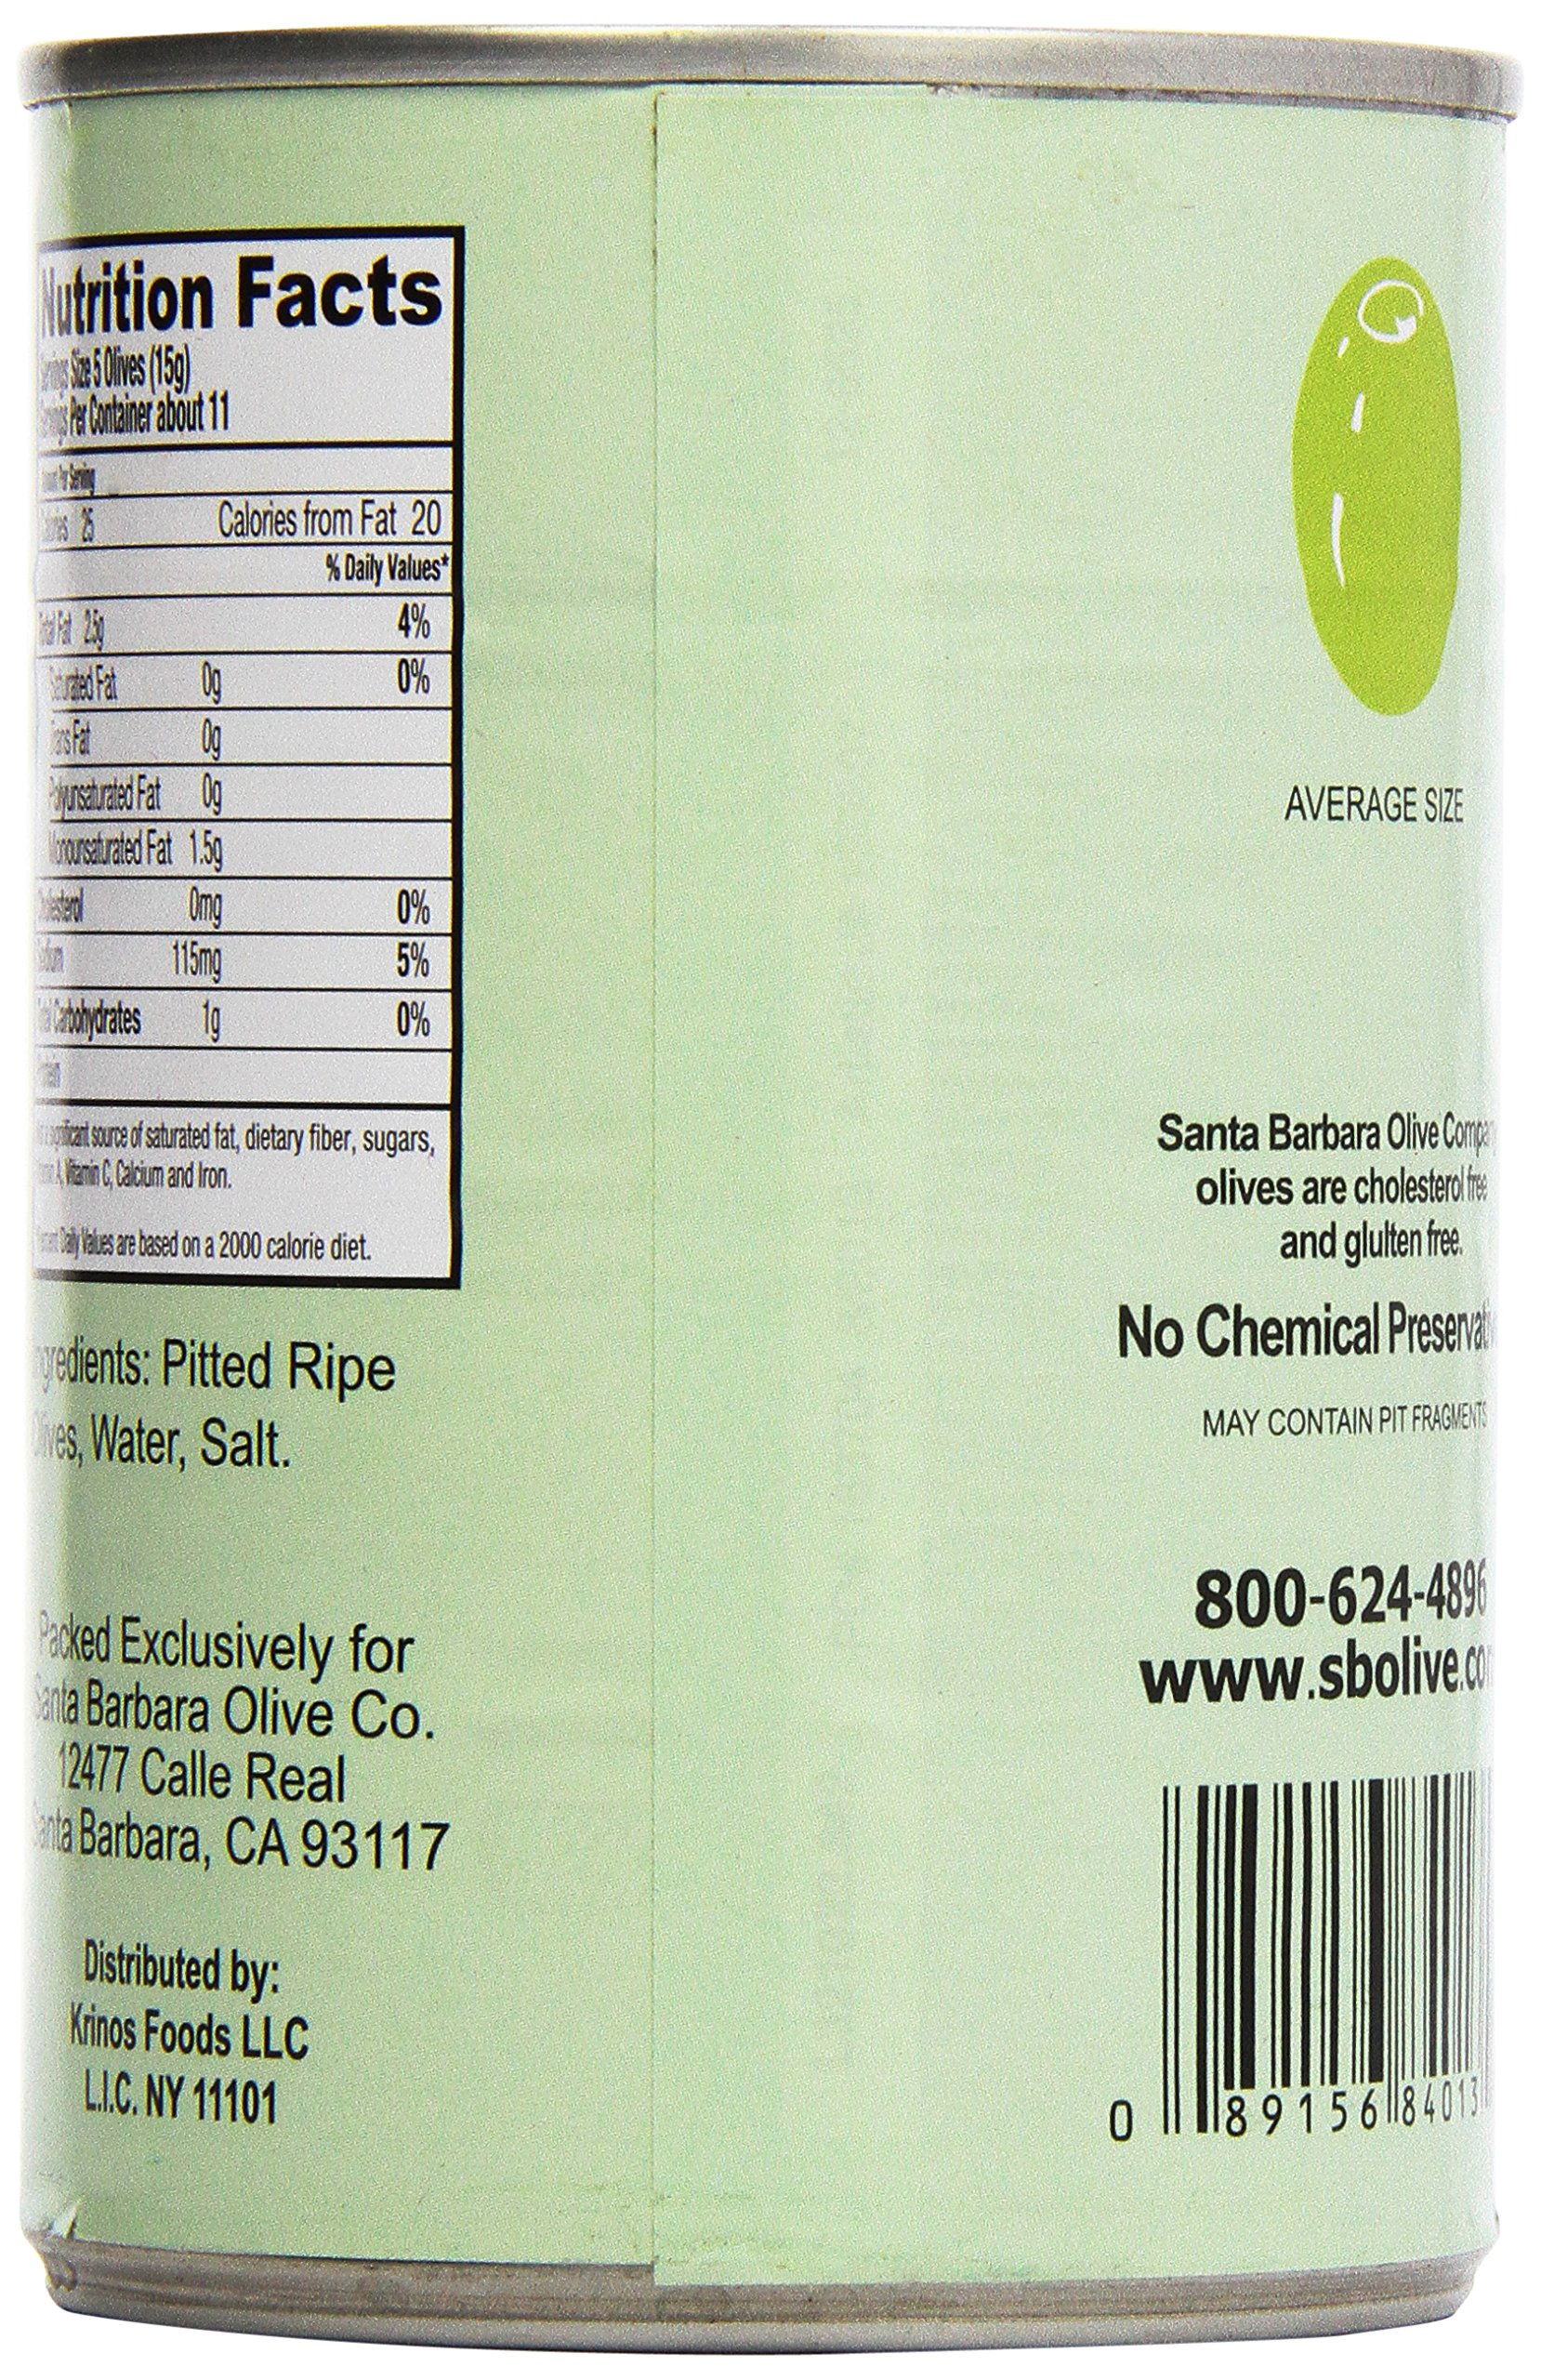 Nutrition Facts
Size 5 Olives (15g)
Per Container about 11
Per Serving
25 Calories from Fat 20
% Daily Values*
Fat 2.5g 4%
Saturated Fat 0g 0%
Trans Fat 0g
Polyunsaturated Fat 0g
Monounsaturated Fat 1.5g
Cholesterol 0mg 0%
Sodium 115mg 5%
Total Carbohydrates 1g 0%
significant source of saturated fat, dietary fiber, sugars,
A, Vitamin C, Calcium and Iron.
Daily Values are based on a 2000 calorie diet.
Ingredients: Pitted Ripe
Olives, Water, Salt.
Packed Exclusively for
Santa Barbara Olive Co.
12477 Calle Real
Santa Barbara, CA 93117
Distributed by:
Krinos Foods LLC
L.I.C. NY 11101
AVERAGE SIZE
Santa Barbara Olive Compan
olives are cholesterol free
and glulten free.
No Chemical Preservati
MAY CONTAIN PIT FRAGMENTS
800-624-4896
www.sbolive.co
0 89156 84013